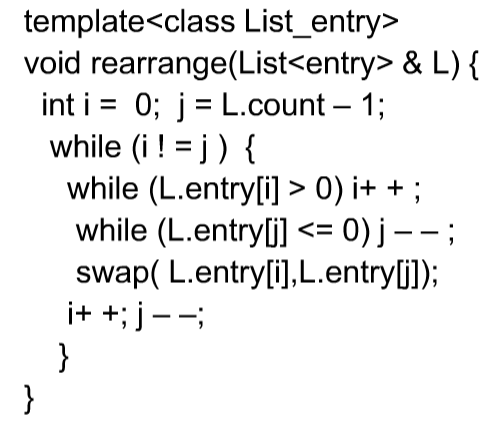 template<class List_entry>
void rearrange(List<entry> & L) {
int i = 0; j = L.count – 1;
while (i ! = j ) {
while (L.entry[i] > 0) i+ + ;
while (L.entry[j] <= 0) j – – ;
swap( L.entry[i],L.entry[j]);
i+ +; j – –;
}
}